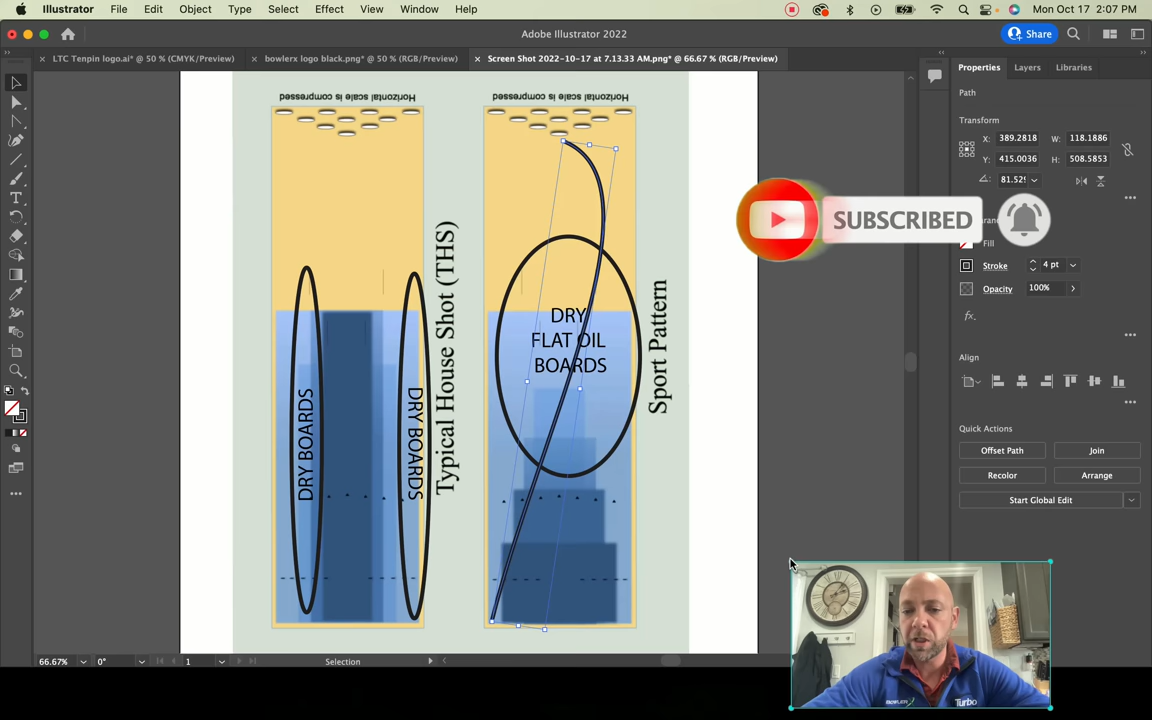 Illustrator File Edit Object Type Select Effect View Window Help
Mon Oct 17 2:07 PM
Adobe Illustrator 2022
Share
× LTC Tenpin logo.ai* @ 50 % (CMYK/Preview)
× bowlerx logo black.png* @ 50 % (RGB/Preview)
× Screen Shot 2022-10-17 at 7.13.33 AM.png* @ 66.67 % (RGB/Preview)
Properties Layers Libraries
Path
Transform
X: 389.2818 W: 118.1886
Y: 415.0036 H: 508.5853
81.52
SUBSCRIBED
Fill
Stroke 4 pt
Opacity 100%
fx.
Align
Quick Actions
Offset Path Join
Recolor Arrange
Start Global Edit
Horizontal scale is compressed
Horizontal scale is compressed
DRY BOARDS
DRY BOARDS
Typical House Shot (THS)
DRY
FLAT OIL
BOARDS
Sport Pattern
66.67% 0° 1 Selection
Turbo